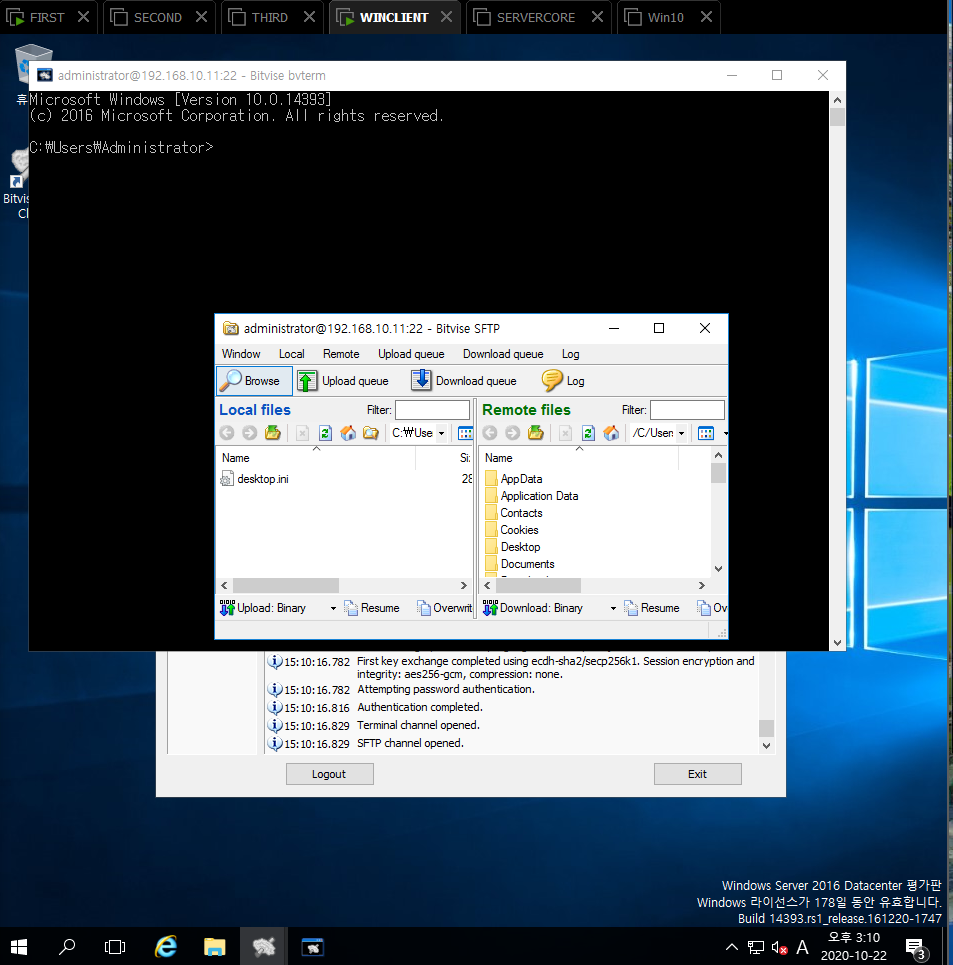 FIRST
SECOND
THIRD
WINCLIENT
SERVERCORE
Win10
휴
administrator@192.168.10.11:22 - Bitvise bvterm
Microsoft Windows [Version 10.0.14393]
(c) 2016 Microsoft Corporation. All rights reserved.
C:₩Users₩Administrator>
Bitvis
Cl
administrator@192.168.10.11:22 - Bitvise SFTP
Window Local Remote Upload queue Download queue Log
Browse Upload queue Download queue Log
Local files Filter:
C:₩Use
Name Si
desktop.ini 28
Upload: Binary Resume Overwrit
Remote files Filter:
/C/User
Name
AppData
Application Data
Contacts
Cookies
Desktop
Documents
Download: Binary Resume Ov
15:10:16.782 First key exchange completed using ecdh-sha2/secp256k1. Session encryption and
integrity: aes256-gcm, compression: none.
15:10:16.782 Attempting password authentication.
15:10:16.816 Authentication completed.
15:10:16.829 Terminal channel opened.
15:10:16.829 SFTP channel opened.
Logout
Exit
Windows Server 2016 Datacenter 평가판
Windows 라이선스가 178일 동안 유효합니다.
Build 14393.rs1_release.161220-1747
A
오후 3:10
2020-10-22
3